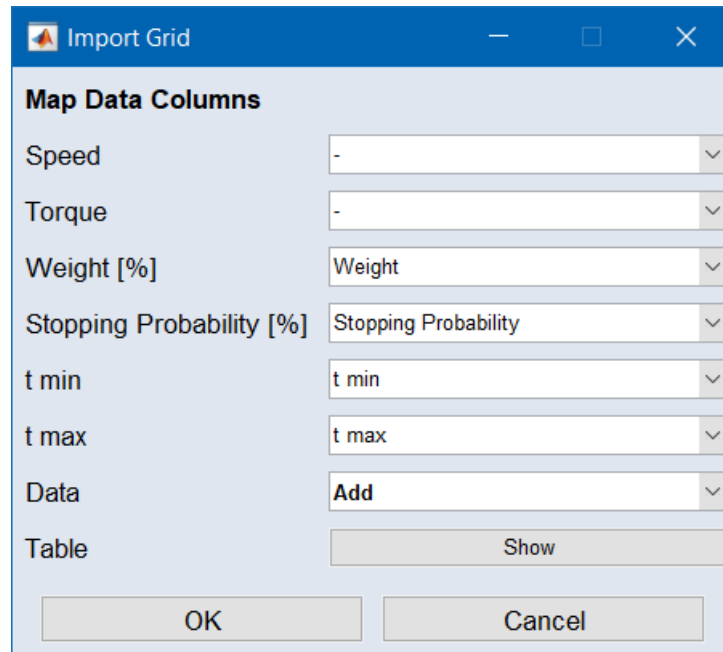 Import Grid
Map Data Columns
Speed -
Torque -
Weight [%] Weight
Stopping Probability [%] Stopping Probability
t min t min
t max t max
Data Add
Table Show
OK Cancel